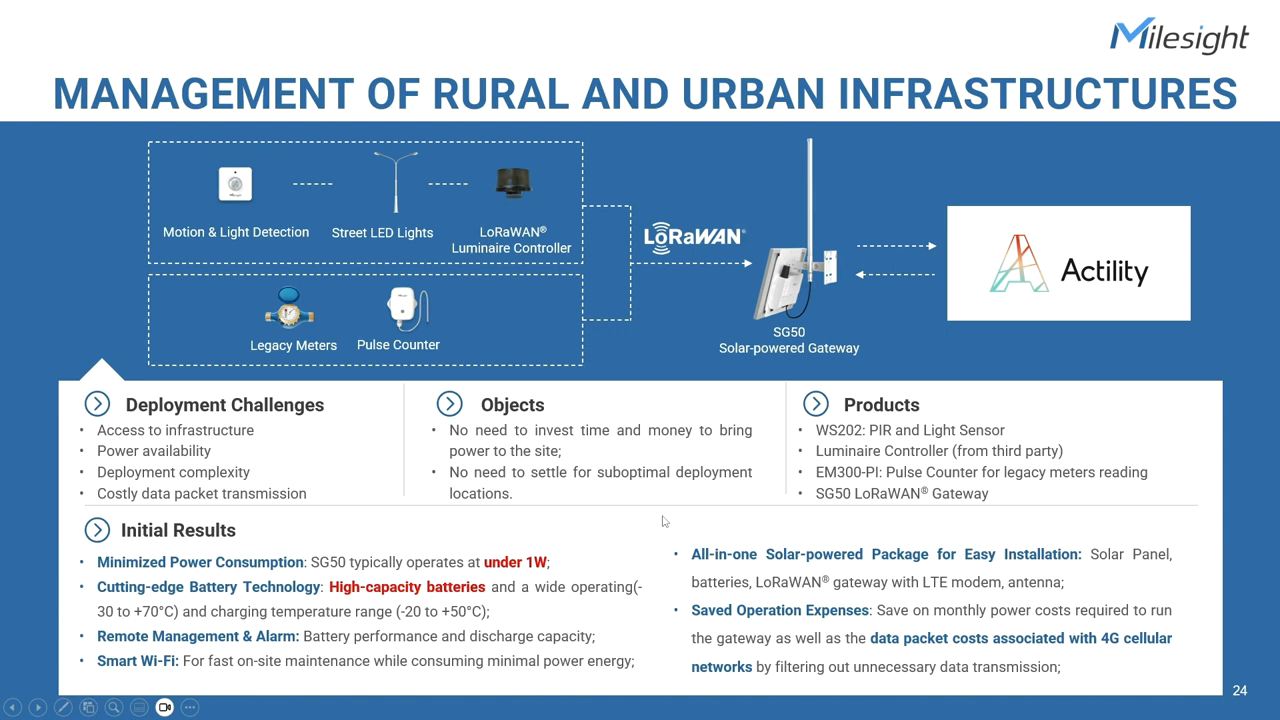 Milesight
MANAGEMENT OF RURAL AND URBAN INFRASTRUCTURES
Motion & Light Detection
Street LED Lights
LoRaWAN®
Luminaire Controller
Legacy Meters
Pulse Counter
LoRaWAN®
SG50
Solar-powered Gateway
Actility
Deployment Challenges
• Access to infrastructure
• Power availability
• Deployment complexity
• Costly data packet transmission
Objects
• No need to invest time and money to bring
power to the site;
• No need to settle for suboptimal deployment
locations.
Products
• WS202: PIR and Light Sensor
• Luminaire Controller (from third party)
• EM300-PI: Pulse Counter for legacy meters reading
• SG50 LoRaWAN® Gateway
Initial Results
• Minimized Power Consumption: SG50 typically operates at under 1W;
• Cutting-edge Battery Technology: High-capacity batteries and a wide operating(-
30 to +70°C) and charging temperature range (-20 to +50°C);
• Remote Management & Alarm: Battery performance and discharge capacity;
• Smart Wi-Fi: For fast on-site maintenance while consuming minimal power energy;
• All-in-one Solar-powered Package for Easy Installation: Solar Panel,
batteries, LoRaWAN® gateway with LTE modem, antenna;
• Saved Operation Expenses: Save on monthly power costs required to run
the gateway as well as the data packet costs associated with 4G cellular
networks by filtering out unnecessary data transmission;
24